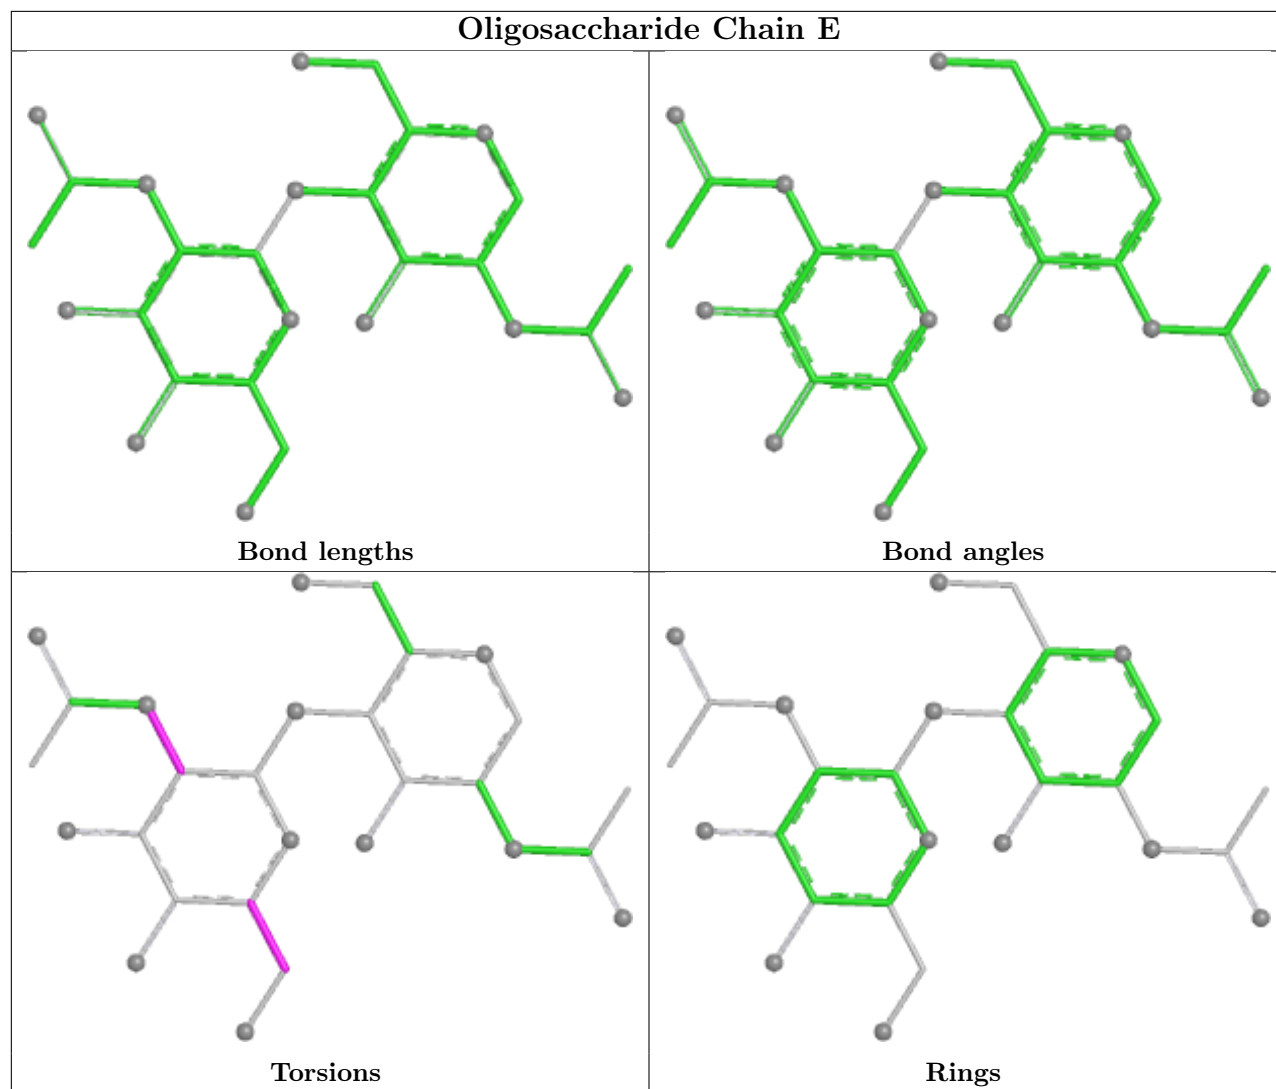 Oligosaccharide Chain E
Bond lengths
Bond angles
Torsions
Rings